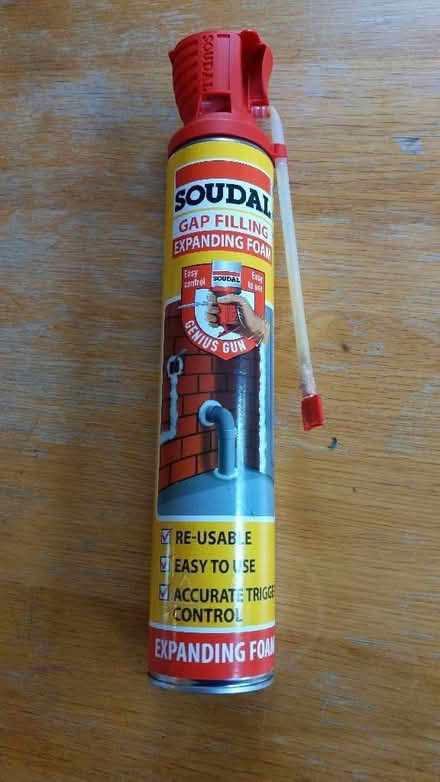 SOUDAL
SOUDAL
GAP FILLING
EXPANDING FOAM
Easy control
Easy to use
SOUDAL
GENIUS GUN
RE-USABLE
EASY TO USE
ACCURATE TRIGGE
CONTROL
EXPANDING FOAM